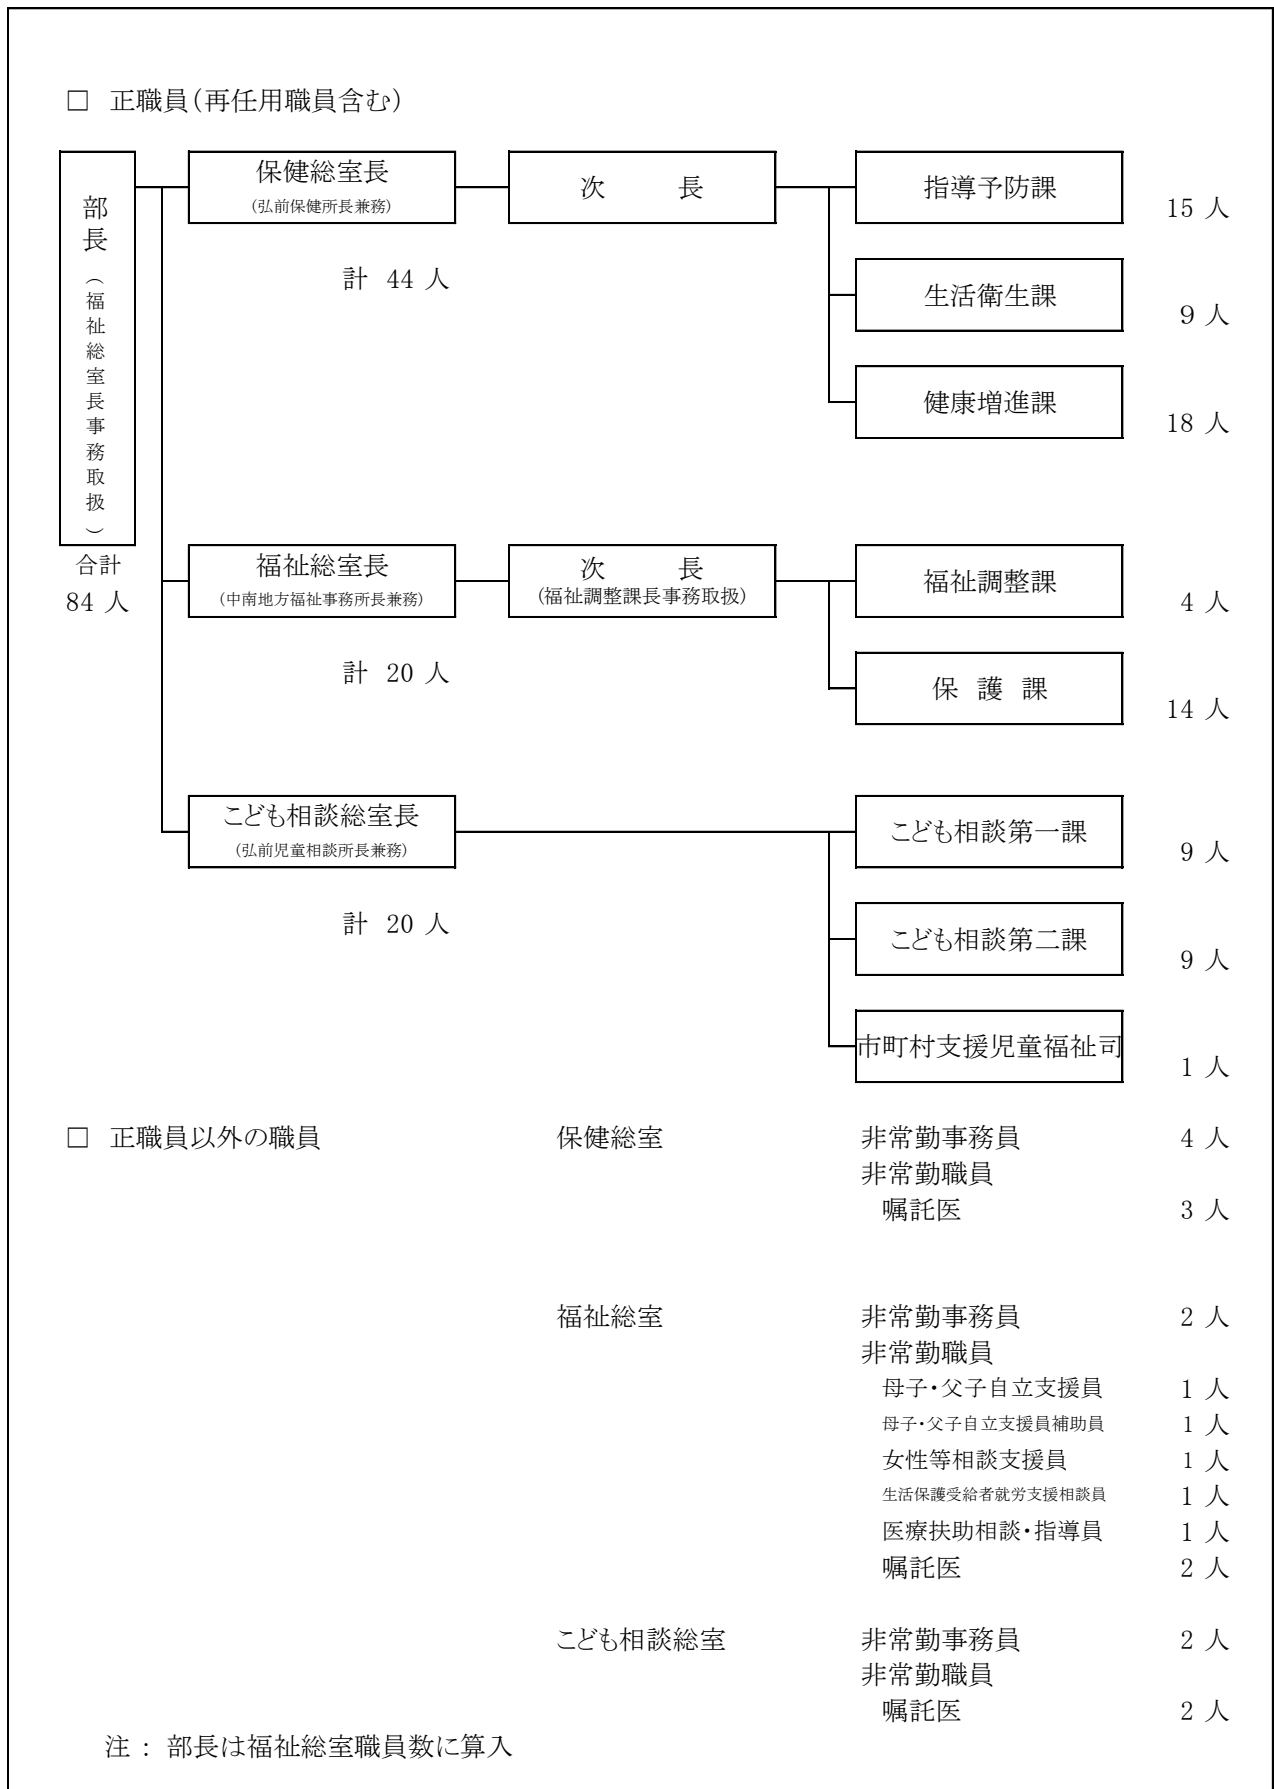 □ 正職員(再任用職員含む)
部長(福祉総室長事務取扱)
合計
84 人
保健総室長
(弘前保健所長兼務)
計 44 人
次 長
指導予防課 15 人
生活衛生課 9 人
健康増進課 18 人
福祉総室長
(中南地方福祉事務所長兼務)
計 20 人
次 長
(福祉調整課長事務取扱)
福祉調整課 4 人
保 護 課 14 人
こども相談総室長
(弘前児童相談所長兼務)
計 20 人
こども相談第一課 9 人
こども相談第二課 9 人
市町村支援児童福祉司 1 人
□ 正職員以外の職員 保健総室 非常勤事務員 4 人
非常勤職員
嘱託医 3 人
福祉総室 非常勤事務員 2 人
非常勤職員
母子・父子自立支援員 1 人
母子・父子自立支援員補助員 1 人
女性等相談支援員 1 人
生活保護受給者就労支援相談員 1 人
医療扶助相談・指導員 1 人
嘱託医 2 人
こども相談総室 非常勤事務員 2 人
非常勤職員
嘱託医 2 人
注 : 部長は福祉総室職員数に算入